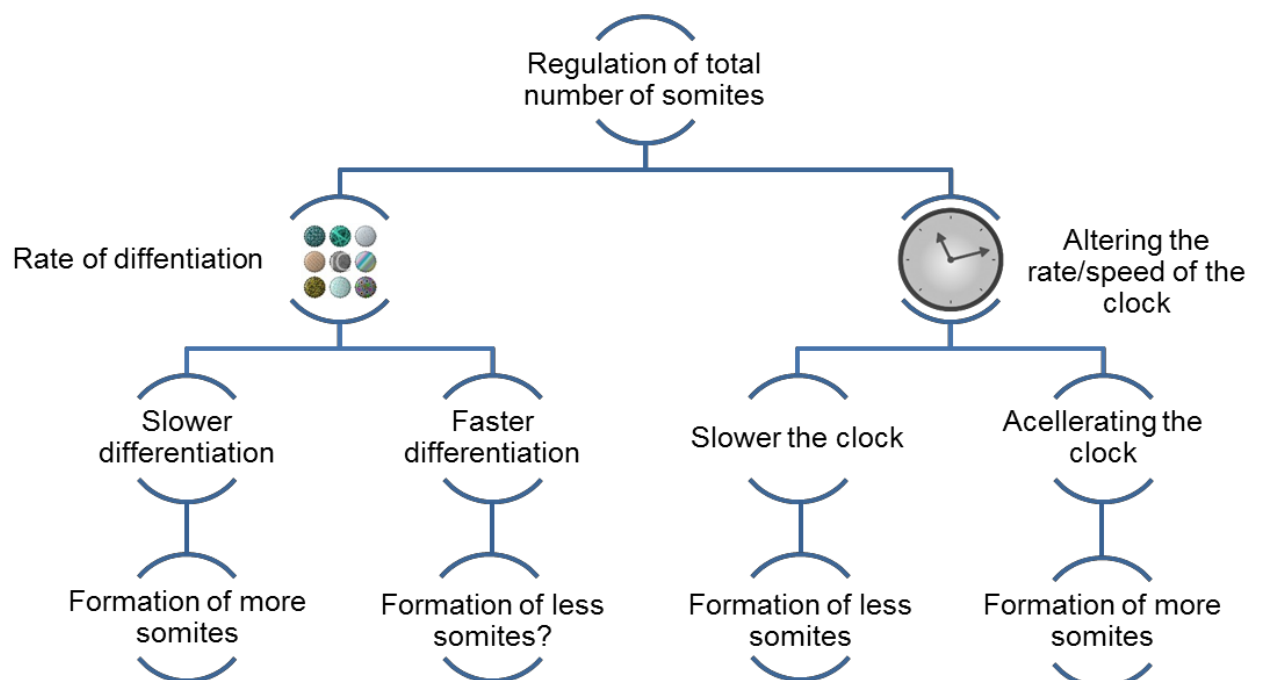 Regulation of total
number of somites
Rate of diffentiation
Altering the
rate/speed of the
clock
Slower
differentiation
Faster
differentiation
Slower the clock
Acellerating the
clock
Formation of more
somites
Formation of less
somites?
Formation of less
somites
Formation of more
somites